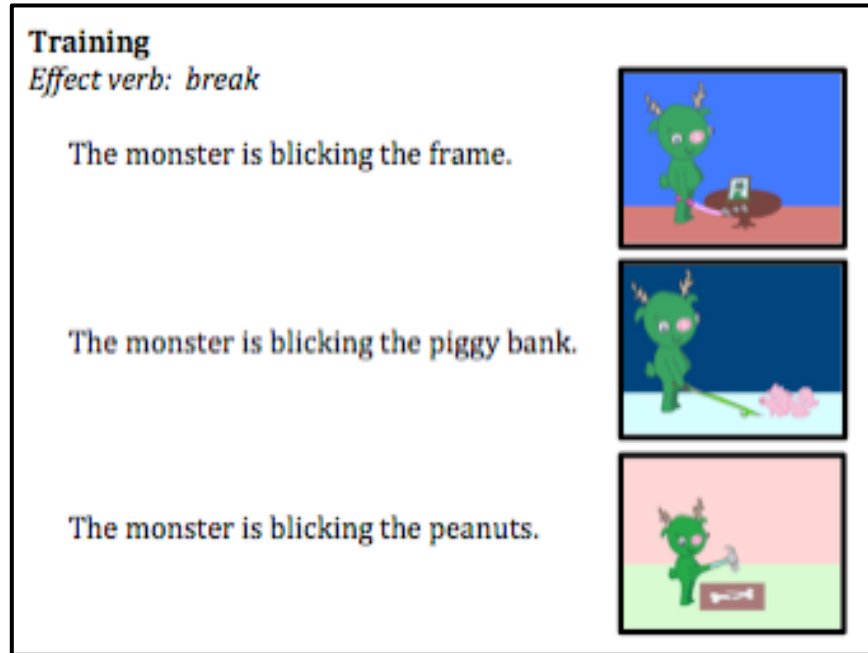 Training
Effect verb: break
The monster is blicking the frame.
The monster is blicking the piggy bank.
The monster is blicking the peanuts.